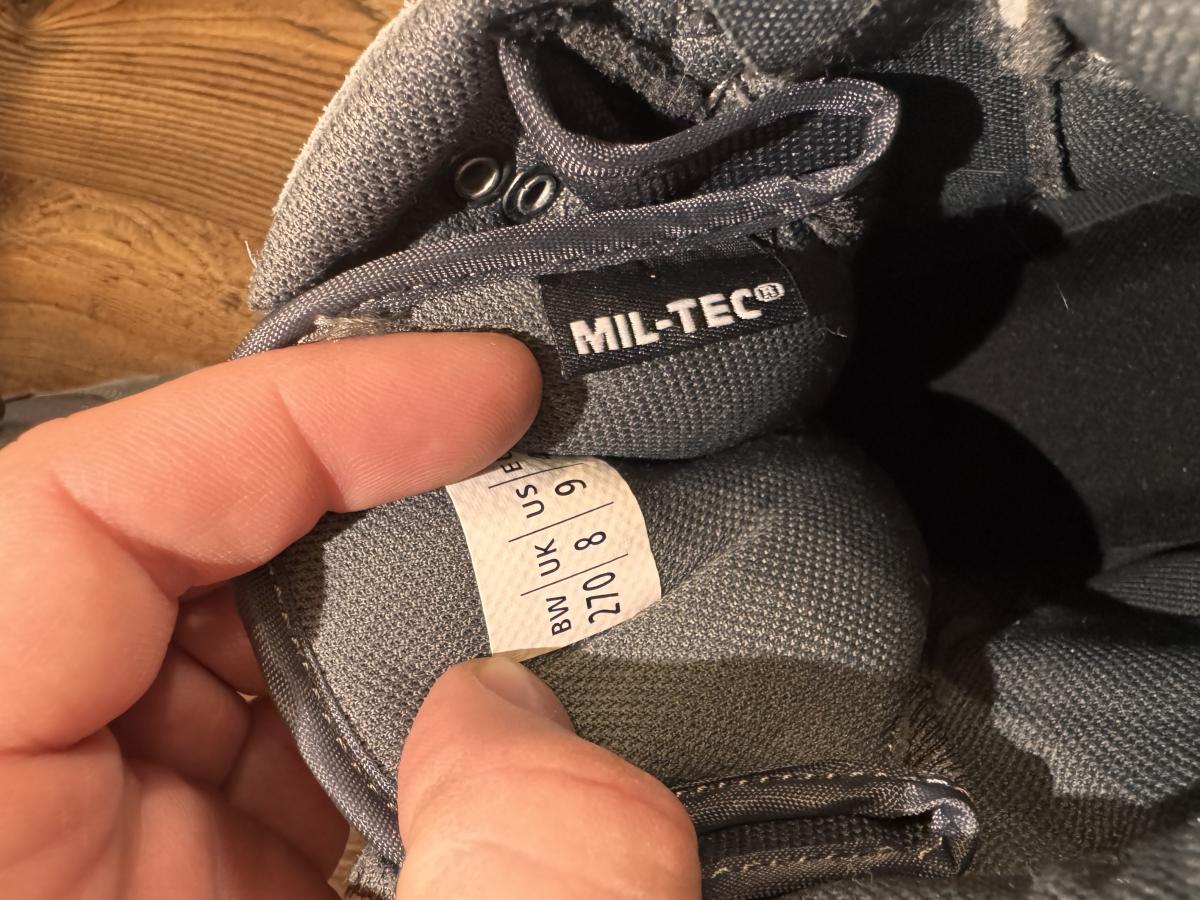 MIL-TEC®
BW | UK | US | E
270 | 8 | 9